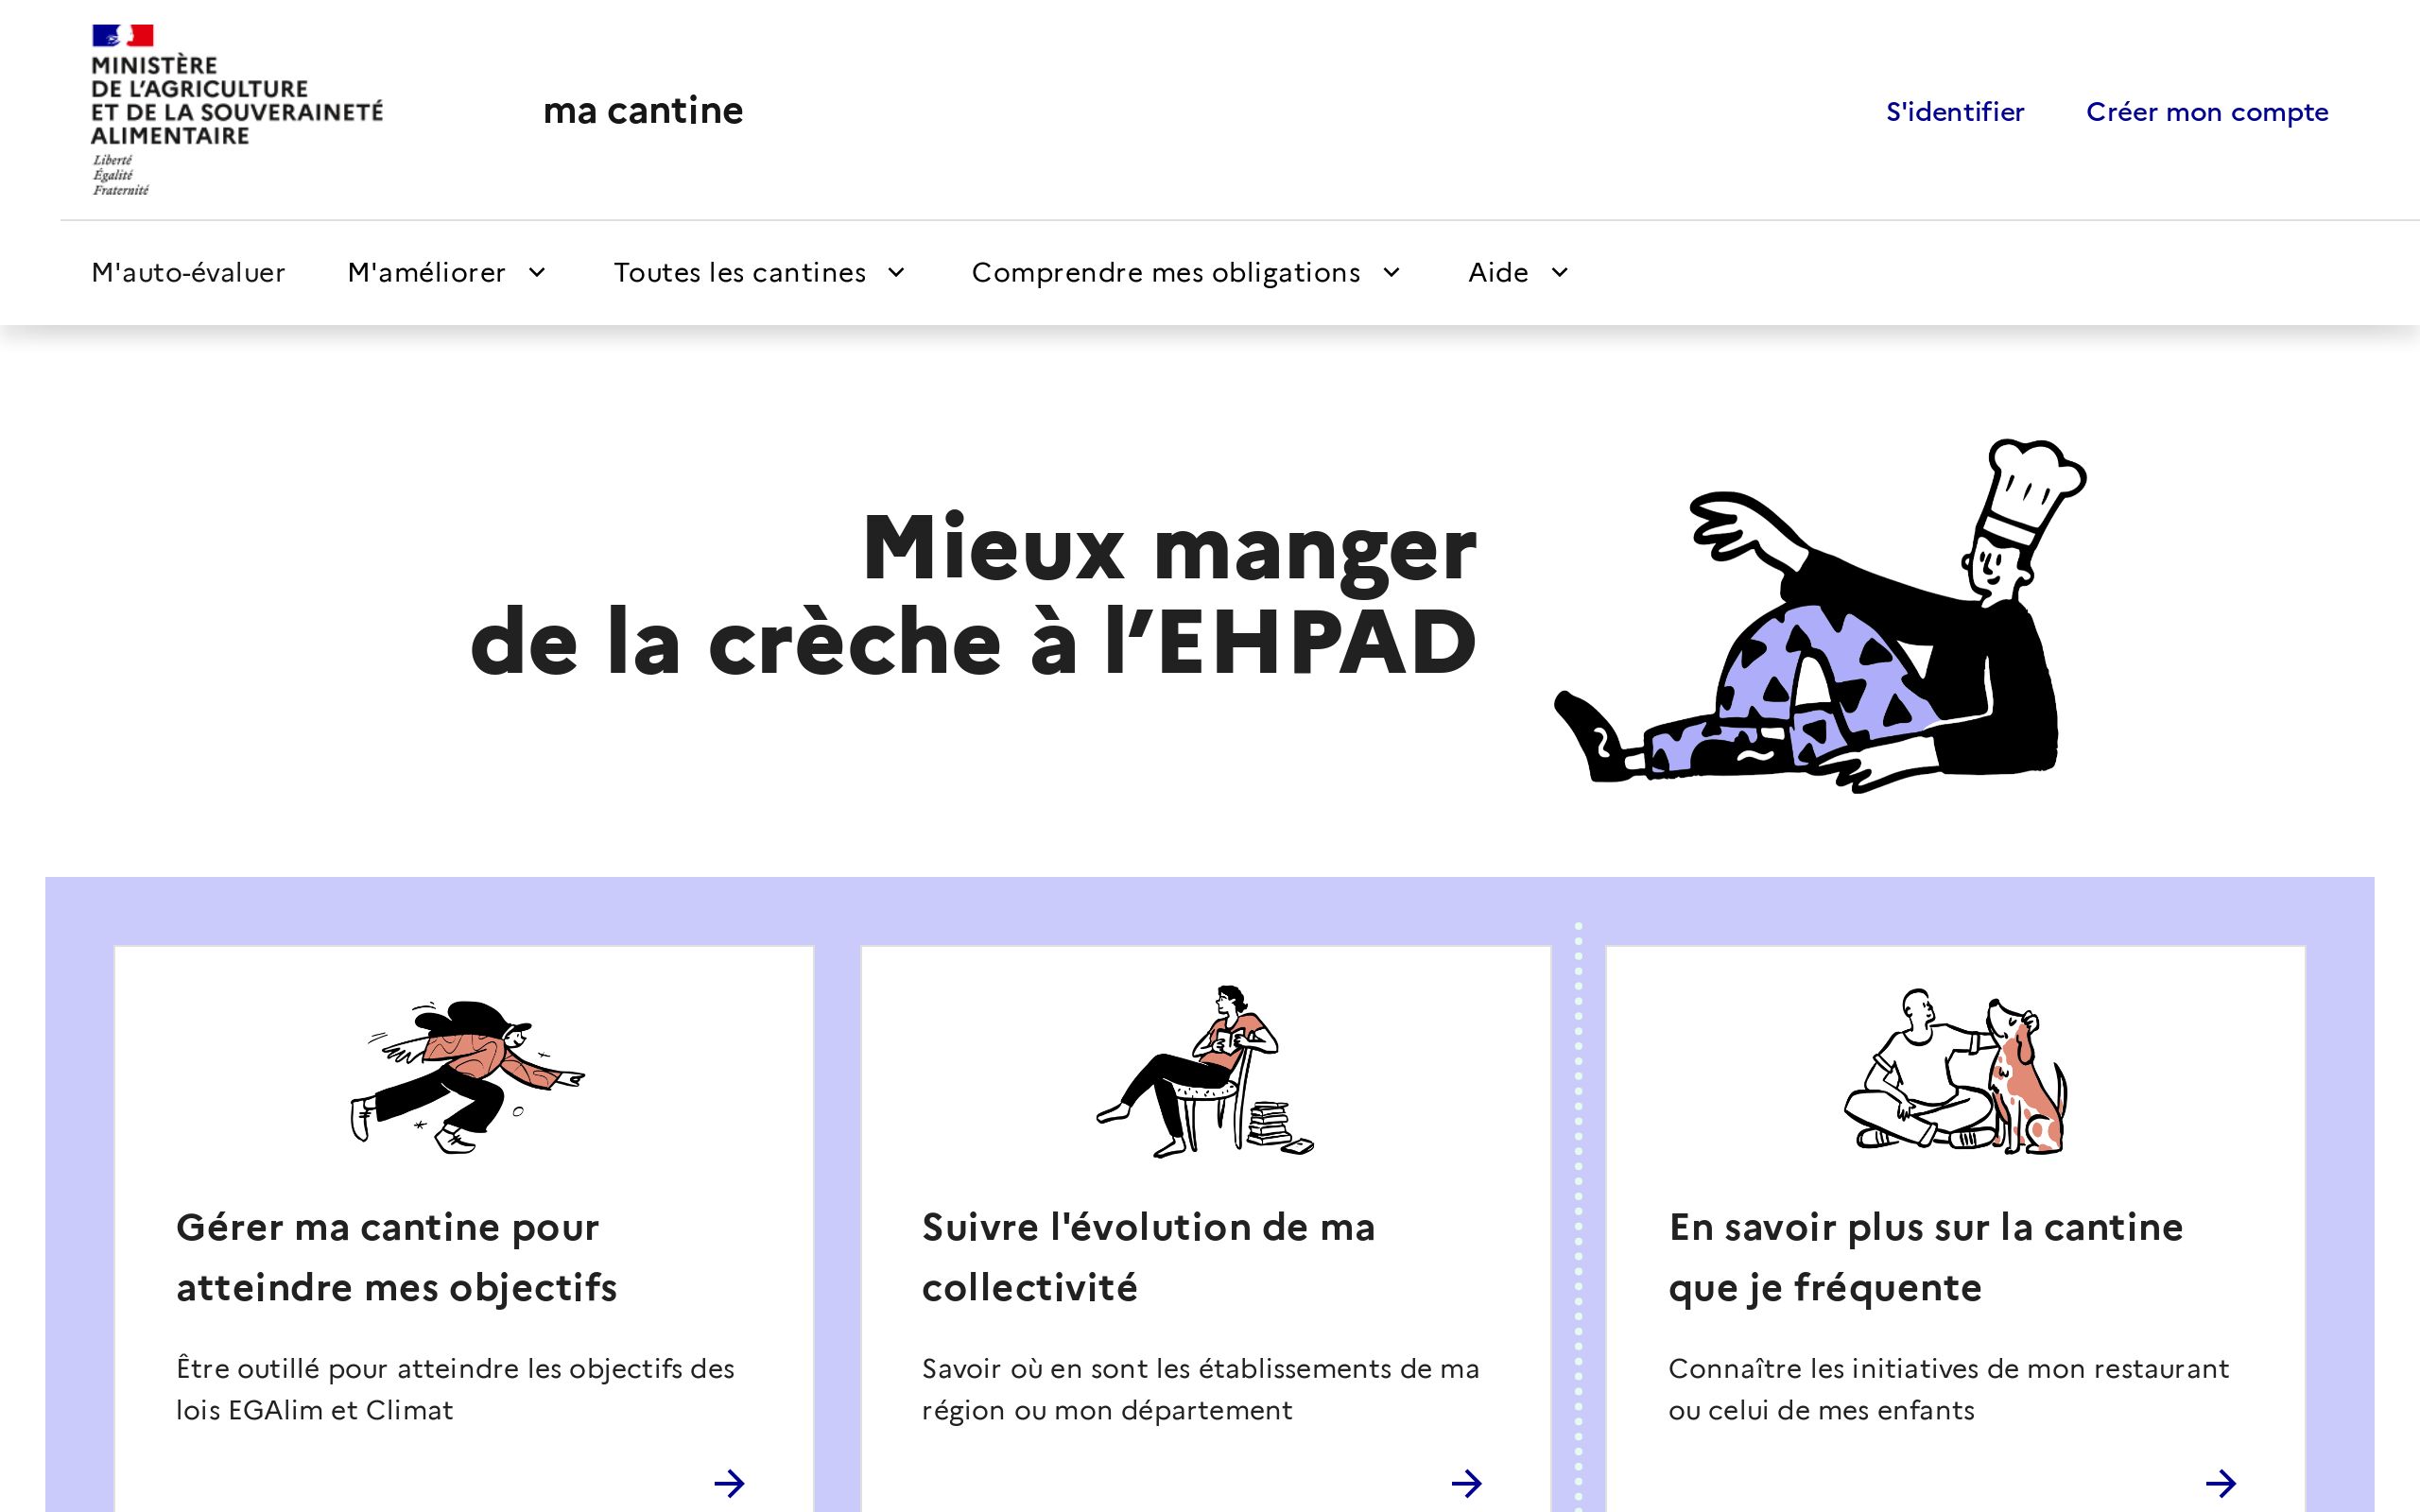 MINISTÈRE
DE L'AGRICULTURE
ET DE LA SOUVERAINETÉ
ALIMENTAIRE
Liberté
Égalité
Fraternité
ma cantine
S'identifier
Créer mon compte
M'auto-évaluer
M'améliorer
Toutes les cantines
Comprendre mes obligations
Aide
Mieux manger
de la crèche à l’EHPAD
Gérer ma cantine pour
atteindre mes objectifs
Être outillé pour atteindre les objectifs des
lois EGAlim et Climat
Suivre l'évolution de ma
collectivité
Savoir où en sont les établissements de ma
région ou mon département
En savoir plus sur la cantine
que je fréquente
Connaître les initiatives de mon restaurant
ou celui de mes enfants